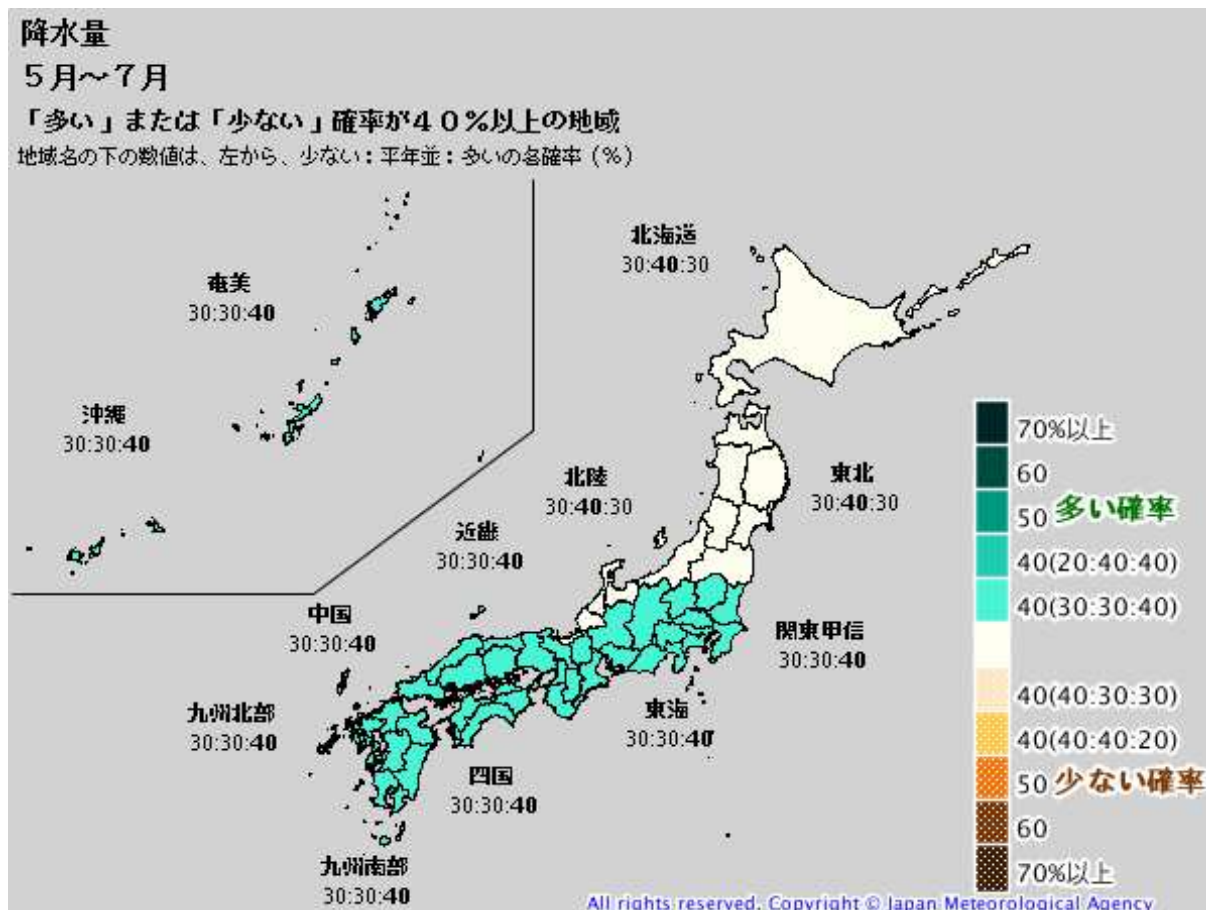 降水量
５月～７月
「多い」または「少ない」確率が４０％以上の地域
地域名の下の数値は、左から、少ない：平年並：多いの各確率（％）
北海道
30:40:30
奄美
30:30:40
沖縄
30:30:40
北陸
30:40:30
東北
30:40:30
近畿
30:30:40
中国
30:30:40
関東甲信
30:30:40
九州北部
30:30:40
東海
30:30:40
四国
30:30:40
九州南部
30:30:40
70%以上
60
50 多い確率
40(20:40:40)
40(30:30:40)
40(40:30:30)
40(40:40:20)
50 少ない確率
60
70%以上
All rights reserved. Copyright © Japan Meteorological Agency